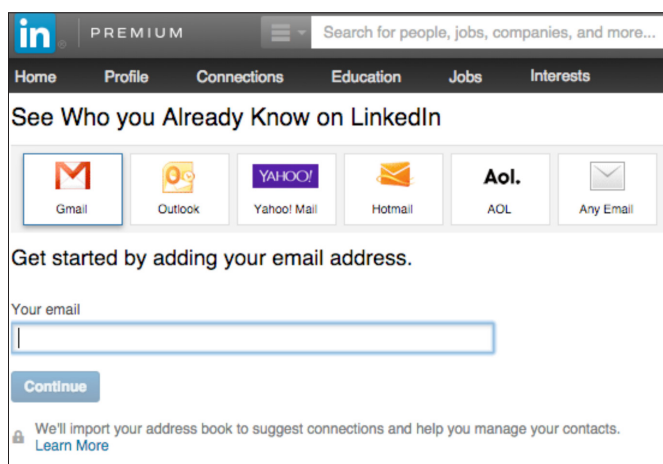 in® PREMIUM Search for people, jobs, companies, and more...
Home Profile Connections Education Jobs Interests
See Who you Already Know on LinkedIn
YAHOO! Aol.
Gmail Outlook Yahoo! Mail Hotmail AOL Any Email
Get started by adding your email address.
Your email
Continue
We'll import your address book to suggest connections and help you manage your contacts.
Learn More